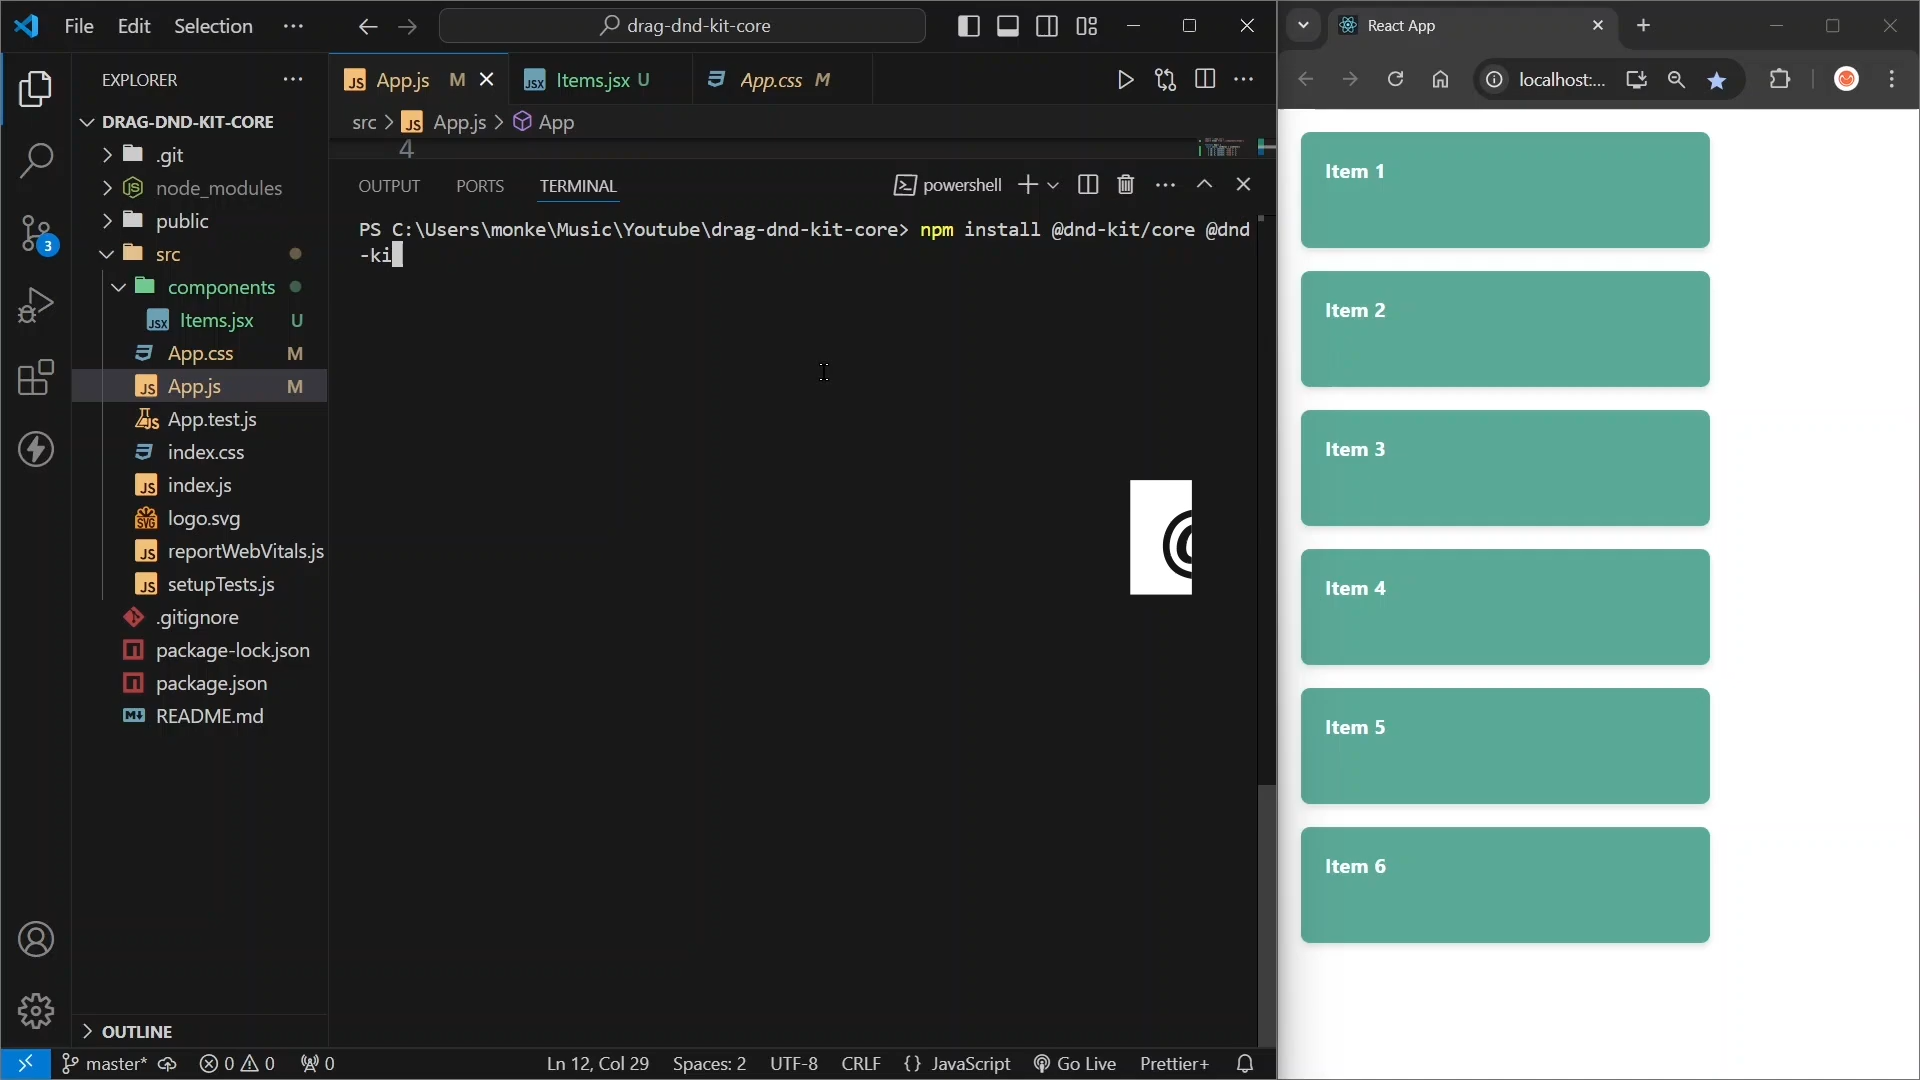 File Edit Selection ···
drag-dnd-kit-core
React App
EXPLORER
App.js M
Items.jsx U
App.css M
localhost:...
DRAG-DND-KIT-CORE
src > App.js > App
4
.git
node_modules
public
src
components
Items.jsx U
App.css M
App.js M
App.test.js
index.css
index.js
logo.svg
reportWebVitals.js
setupTests.js
.gitignore
package-lock.json
package.json
README.md
3
OUTPUT PORTS TERMINAL
powershell
PS C:\Users\monke\Music\Youtube\drag-dnd-kit-core> npm install @dnd-kit/core @dnd
-ki
@
Item 1
Item 2
Item 3
Item 4
Item 5
Item 6
OUTLINE
master* 0 0 0
Ln 12, Col 29 Spaces: 2 UTF-8 CRLF {} JavaScript Go Live Prettier+